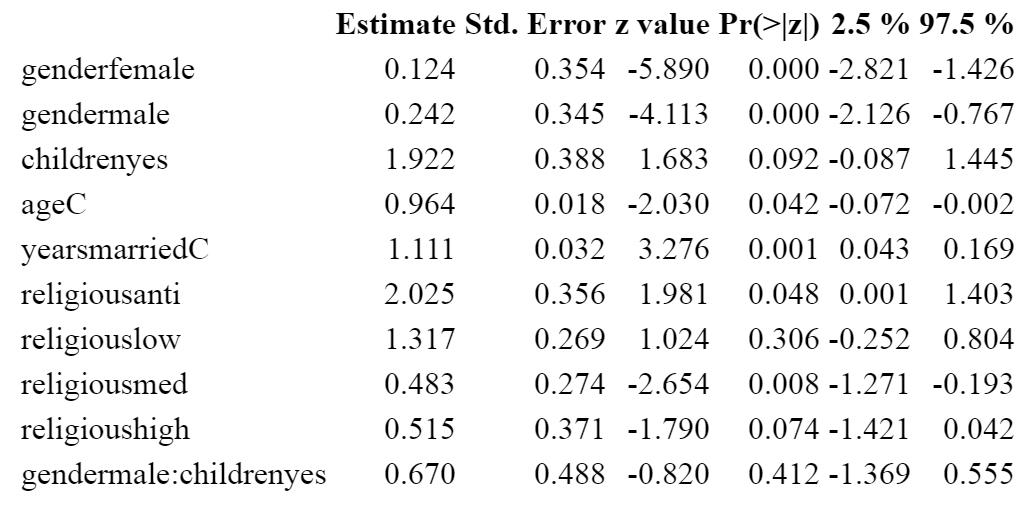 Estimate Std. Error z value Pr(>|z|) 2.5 % 97.5 %
genderfemale 0.124 0.354 -5.890 0.000 -2.821 -1.426
gendermale 0.242 0.345 -4.113 0.000 -2.126 -0.767
childrenyes 1.922 0.388 1.683 0.092 -0.087 1.445
ageC 0.964 0.018 -2.030 0.042 -0.072 -0.002
yearsmarriedC 1.111 0.032 3.276 0.001 0.043 0.169
religiousanti 2.025 0.356 1.981 0.048 0.001 1.403
religiouslow 1.317 0.269 1.024 0.306 -0.252 0.804
religiousmed 0.483 0.274 -2.654 0.008 -1.271 -0.193
religioushigh 0.515 0.371 -1.790 0.074 -1.421 0.042
gendermale:childrenyes 0.670 0.488 -0.820 0.412 -1.369 0.555